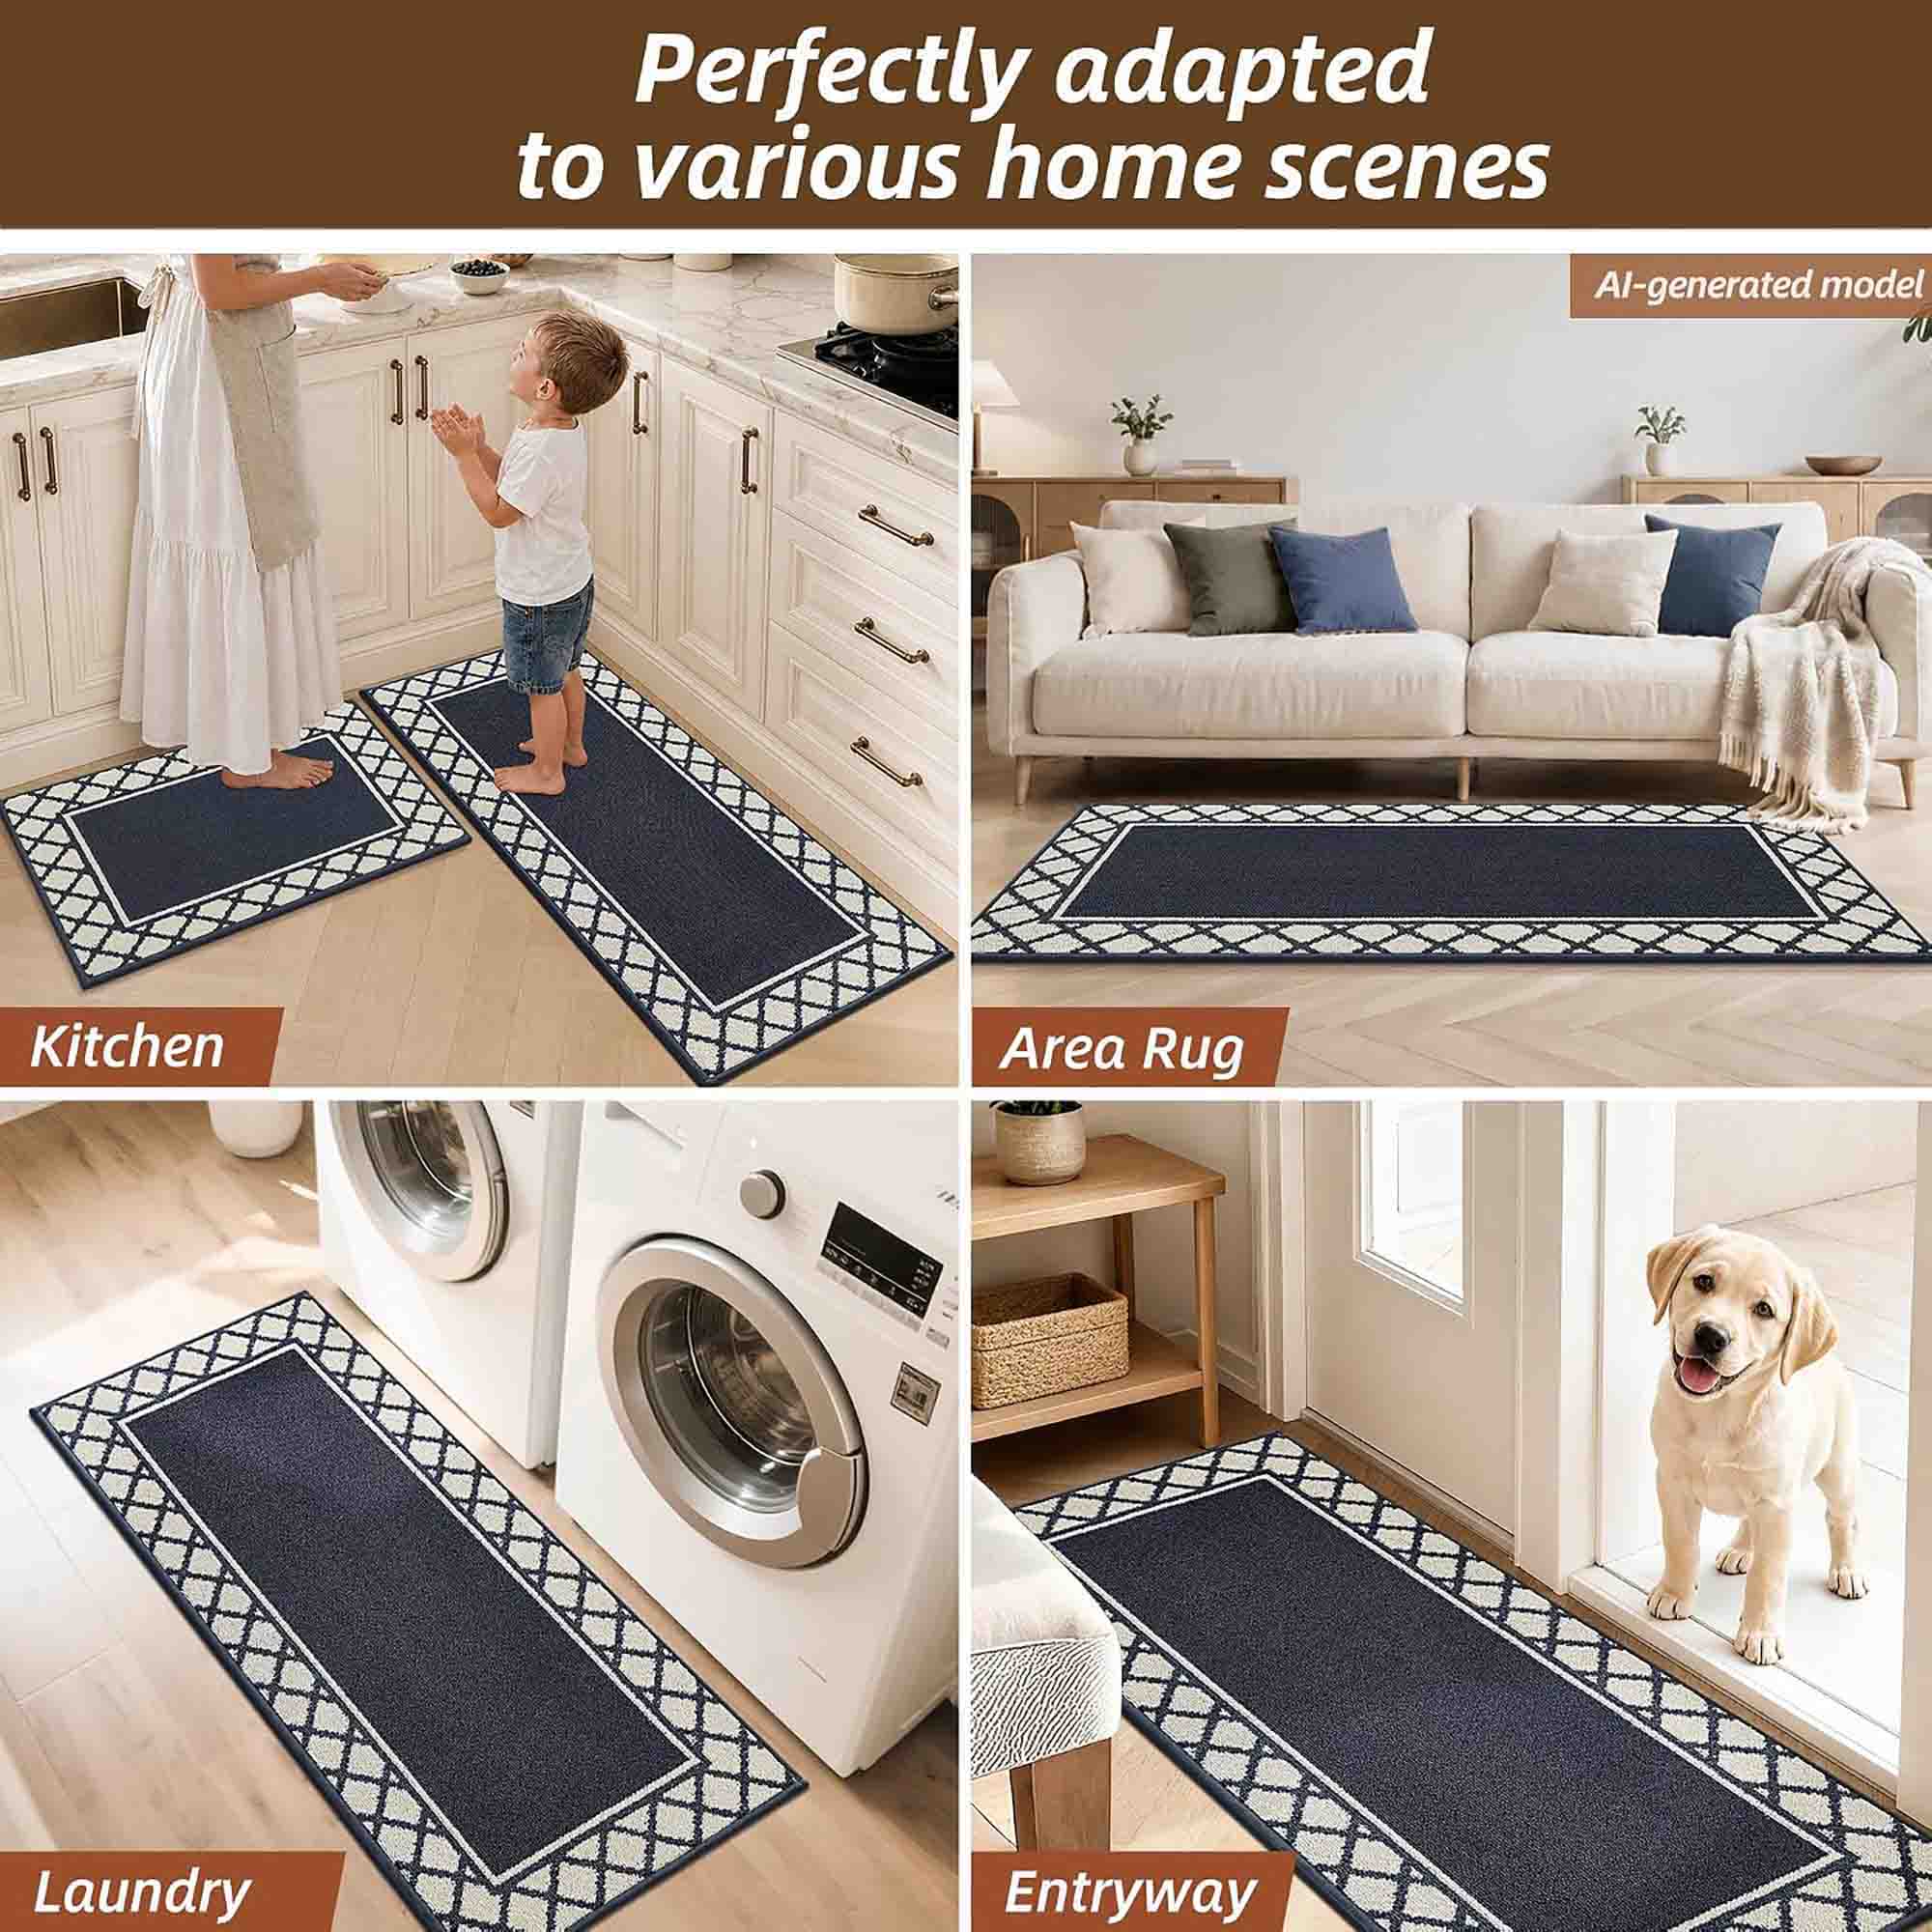 Perfectly adapted
to various home scenes
AI-generated model
Kitchen
Area Rug
Laundry
Entryway